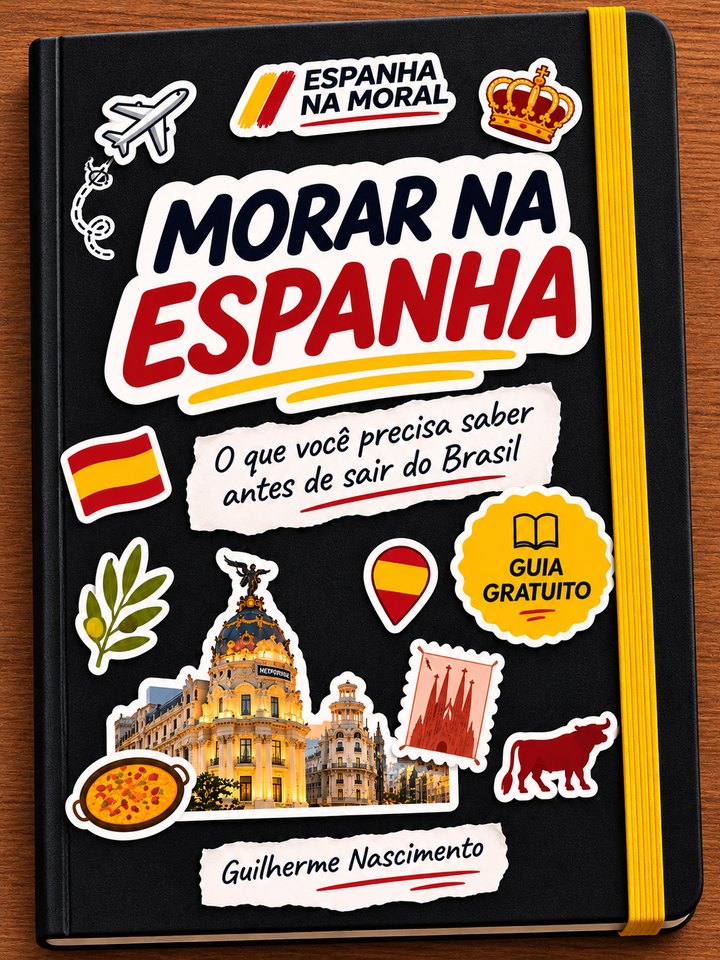 ESPANHA
NA MORAL
MORAR NA
ESPANHA
O que você precisa saber
antes de sair do Brasil
GUIA
GRATUITO
Guilherme Nascimento